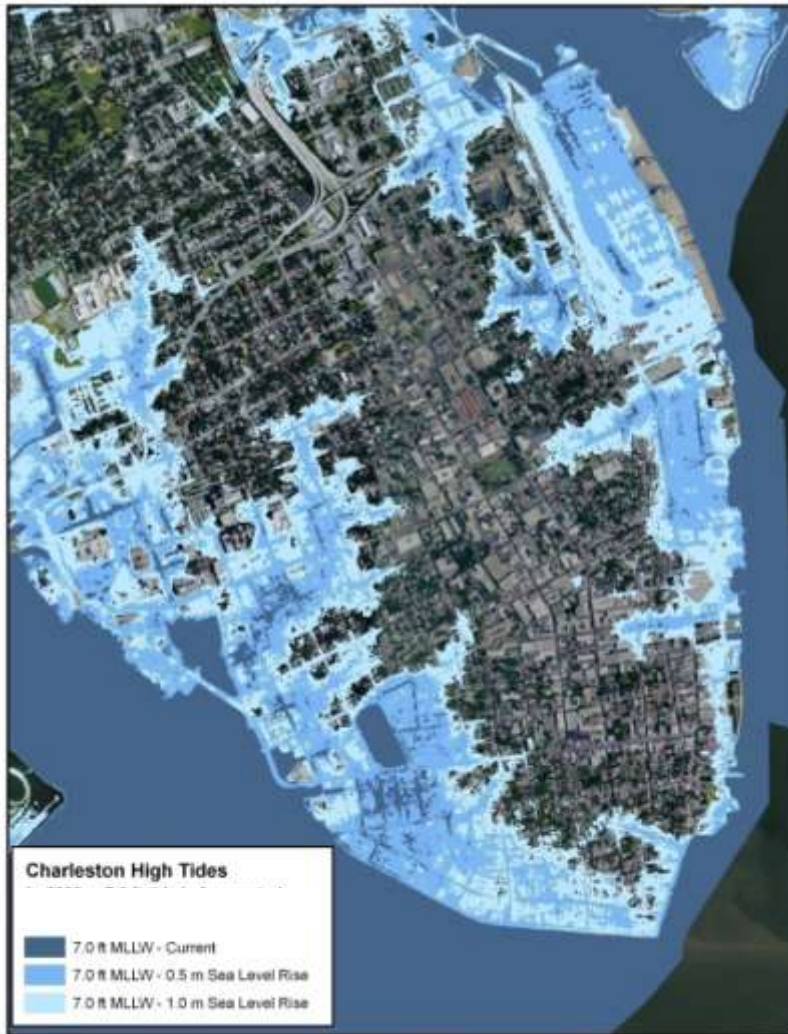 Charleston High Tides
7.0 ft MLLW - Current
7.0 ft MLLW - 0.5 m Sea Level Rise
7.0 ft MLLW - 1.0 m Sea Level Rise